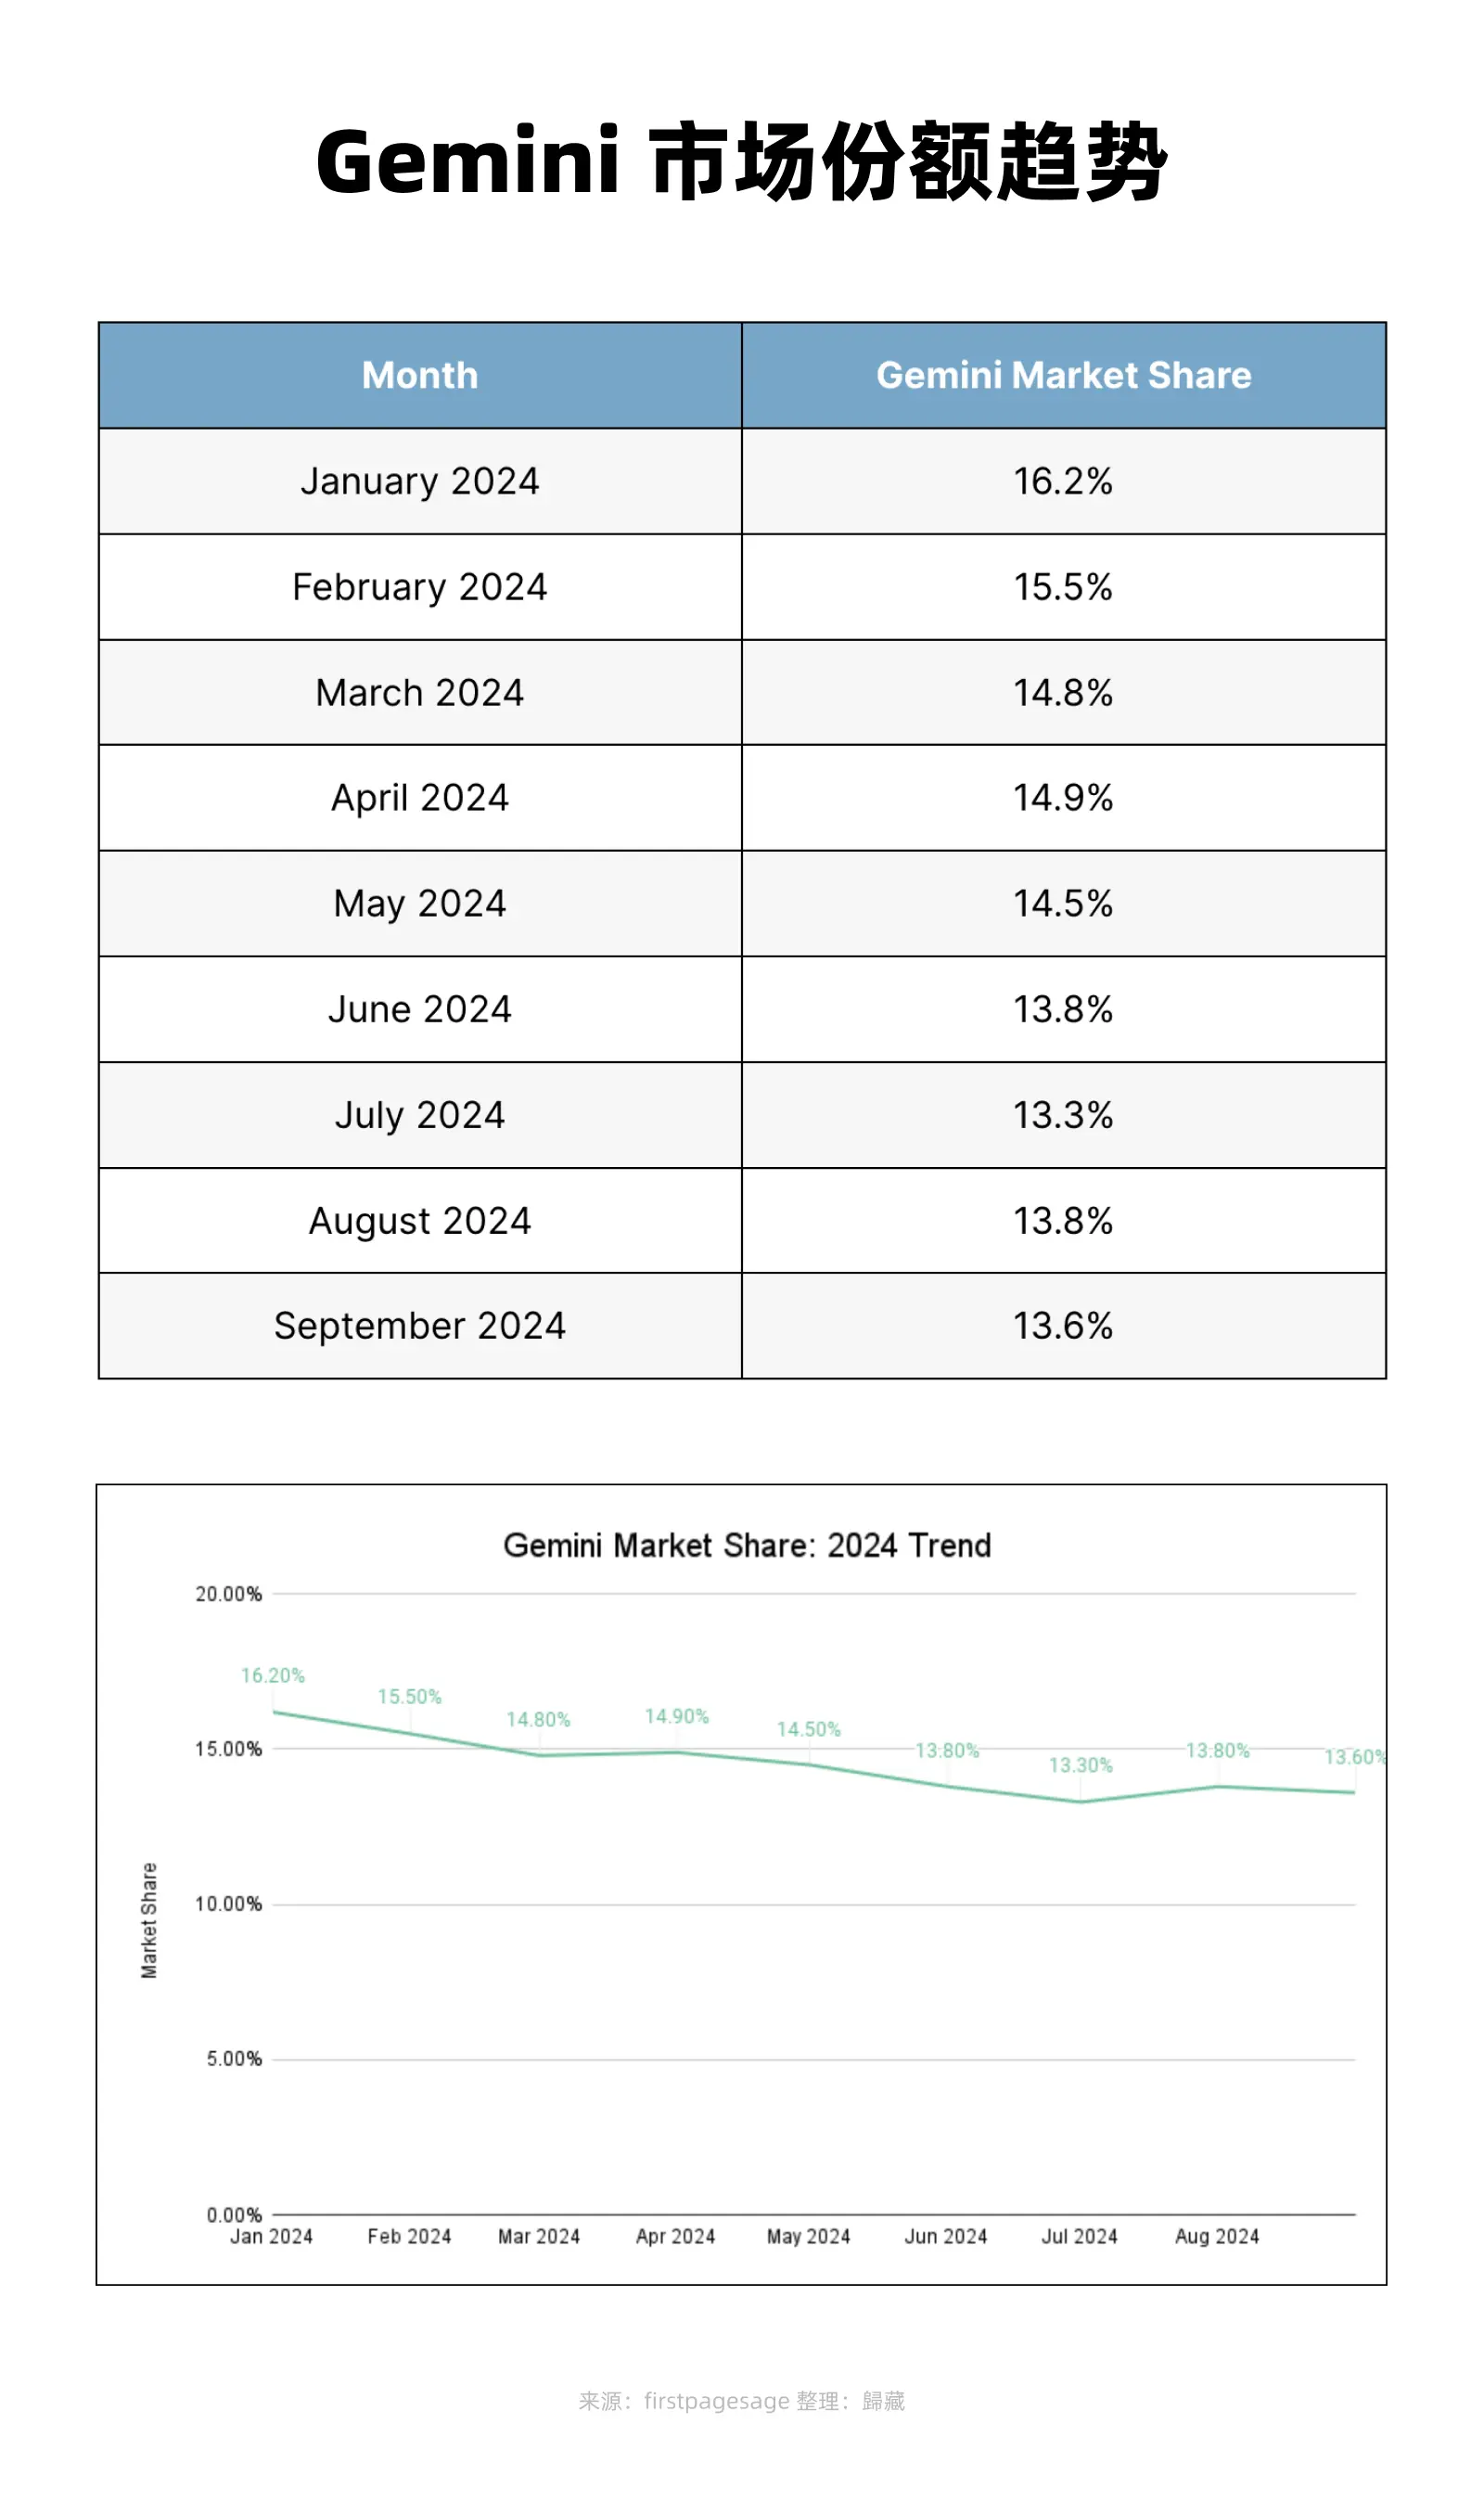 Gemini 市场份额趋势
Month Gemini Market Share
January 2024 16.2%
February 2024 15.5%
March 2024 14.8%
April 2024 14.9%
May 2024 14.5%
June 2024 13.8%
July 2024 13.3%
August 2024 13.8%
September 2024 13.6%
Gemini Market Share: 2024 Trend
20.00%
16.20% 15.50% 14.80% 14.90% 14.50% 13.80% 13.30% 13.80% 13.60%
15.00%
Market Share
10.00%
5.00%
0.00%
Jan 2024 Feb 2024 Mar 2024 Apr 2024 May 2024 Jun 2024 Jul 2024 Aug 2024
来源：firstpagesage 整理：歸藏